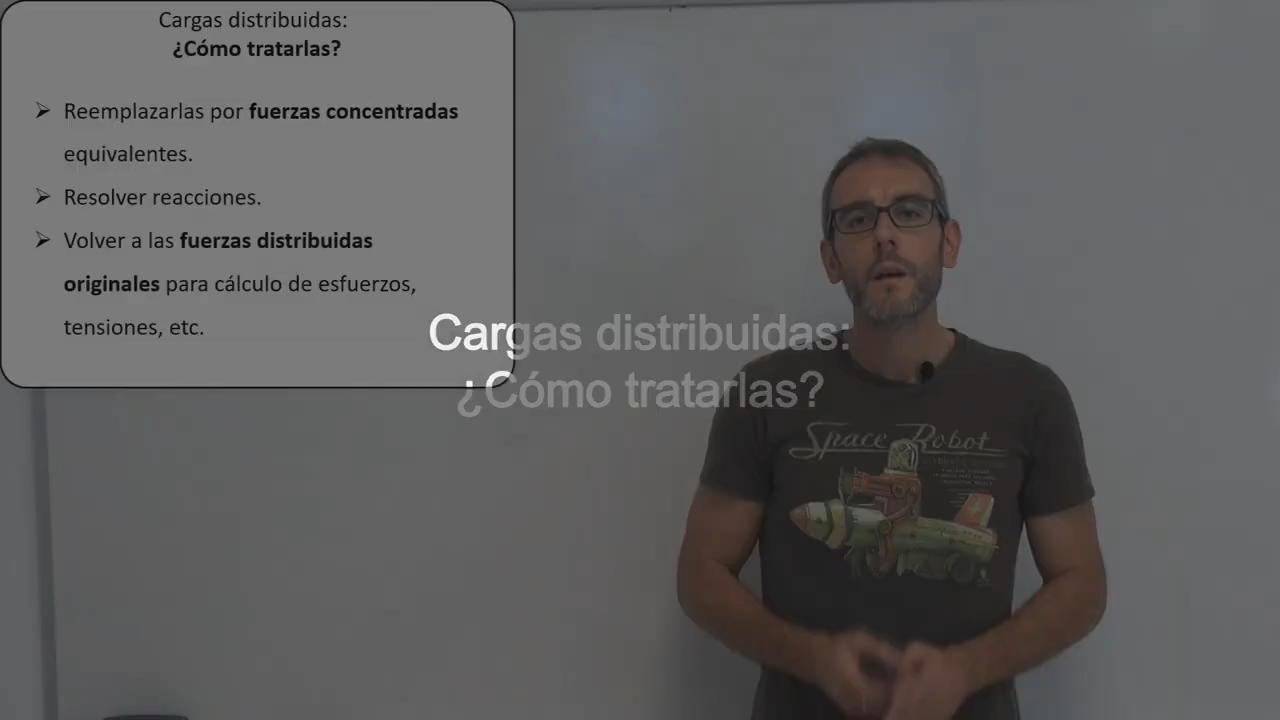 Cargas distribuidas:
¿Cómo tratarlas?
➢ Reemplazarlas por fuerzas concentradas
equivalentes.
➢ Resolver reacciones.
➢ Volver a las fuerzas distribuidas
originales para cálculo de esfuerzos,
tensiones, etc.
Cargas distribuidas:
¿Cómo tratarlas?
Space Robot